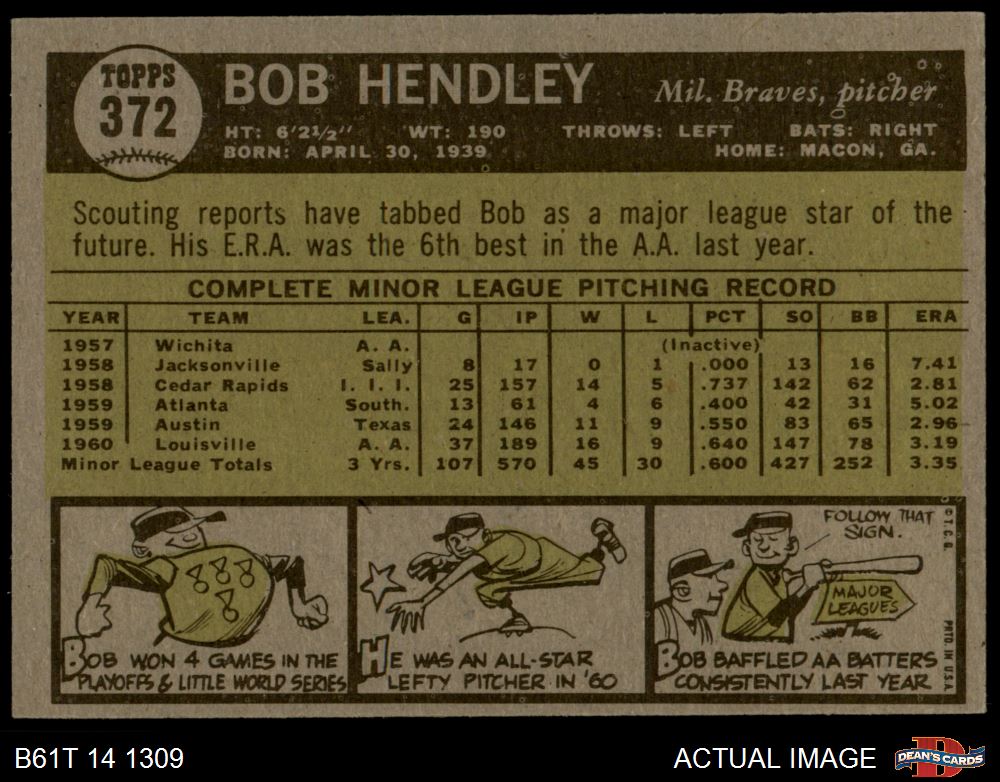 TOPPS
372
BOB HENDLEY
Mil. Braves, pitcher
HT: 6'2½" WT: 190 THROWS: LEFT BATS: RIGHT
BORN: APRIL 30, 1939 HOME: MACON, GA.
Scouting reports have tabbed Bob as a major league star of the
future. His E.R.A. was the 6th best in the A.A. last year.
COMPLETE MINOR LEAGUE PITCHING RECORD
YEAR TEAM LEA. G IP W L PCT SO BB ERA
1957 Wichita A. A. (Inactive)
1958 Jacksonville Sally 8 17 0 1 .000 13 16 7.41
1958 Cedar Rapids I. I. I. 25 157 14 5 .737 142 62 2.81
1959 Atlanta South. 13 61 4 6 .400 42 31 5.02
1959 Austin Texas 24 146 11 9 .550 83 65 2.96
1960 Louisville A. A. 37 189 16 9 .640 147 78 3.19
Minor League Totals 3 Yrs. 107 570 45 30 .600 427 252 3.35
BOB WON 4 GAMES IN THE
PLAYOFFS & LITTLE WORLD SERIES
HE WAS AN ALL-STAR
LEFTY PITCHER IN '60
FOLLOW THAT
SIGN.
MAJOR
LEAGUES
BOB BAFFLED AA BATTERS
CONSISTENTLY LAST YEAR
© T. C. G.
PRTD. IN U.S.A.
B61T 14 1309
ACTUAL IMAGE
D
DEAN'S CARDS